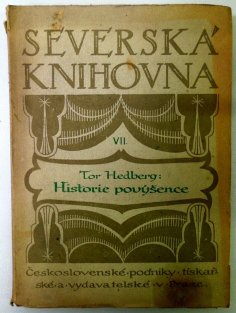 SEVERSKÁ
KNIHOVNA
VII.
Tor Hedberg:
Historie povýšence
Československé·podniky·tiskař
ské·a·vydavatelské·v·Praze.